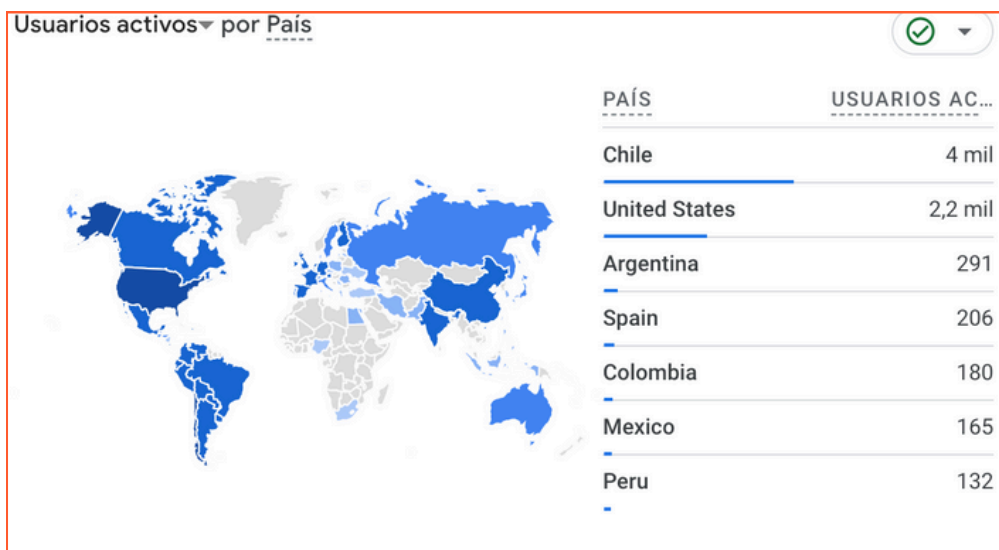 Usuarios activos por País
PAÍS USUARIOS AC...
Chile 4 mil
United States 2,2 mil
Argentina 291
Spain 206
Colombia 180
Mexico 165
Peru 132